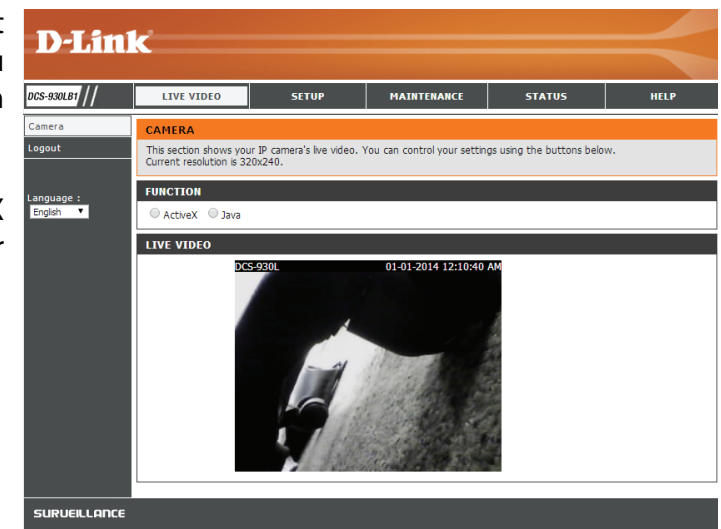 D-Link
DCS-930LB1 LIVE VIDEO SETUP MAINTENANCE STATUS HELP
Camera
Logout
Language :
English
CAMERA
This section shows your IP camera's live video. You can control your settings using the buttons below.
Current resolution is 320x240.
FUNCTION
ActiveX Java
LIVE VIDEO
DCS-930L 01-01-2014 12:10:40 AM
SURVEILLANCE